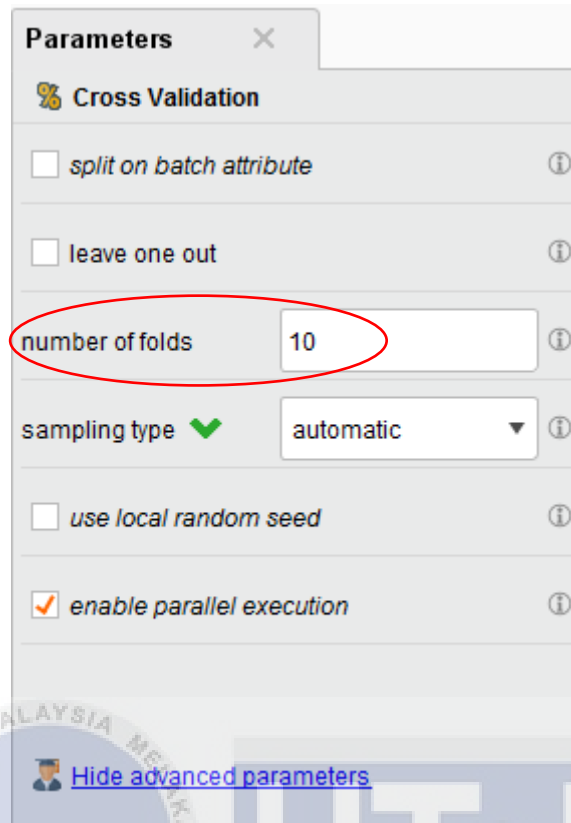 Parameters
Cross Validation
split on batch attribute
leave one out
number of folds 10
sampling type automatic
use local random seed
enable parallel execution
ALAYSIA
Hide advanced parameters